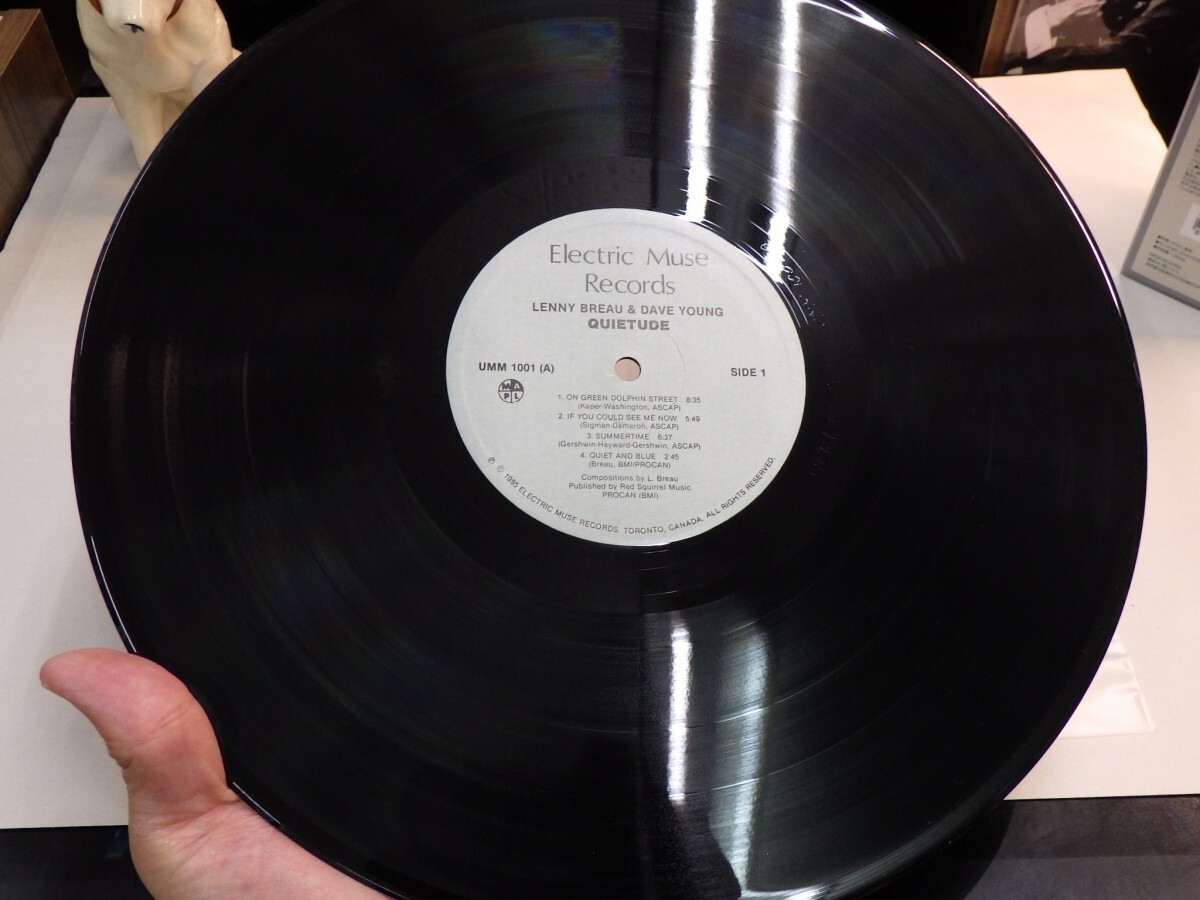 Electric Muse
Records
LENNY BREAU & DAVE YOUNG
QUIETUDE
UMM 1001 (A)
SIDE 1
MAPL
1. ON GREEN DOLPHIN STREET 8:35
(Kaper-Washington, ASCAP)
2. IF YOU COULD SEE ME NOW 5:49
(Sigman-Dameron, ASCAP)
3. SUMMERTIME 6:37
(Gershwin-Heyward-Gershwin, ASCAP)
4. QUIET AND BLUE 2:45
(Breau, BMI/PROCAN)
Compositions by L. Breau
Published by Red Squirrel Music
PROCAN (BMI)
℗ © 1985 ELECTRIC MUSE RECORDS TORONTO, CANADA. ALL RIGHTS RESERVED.